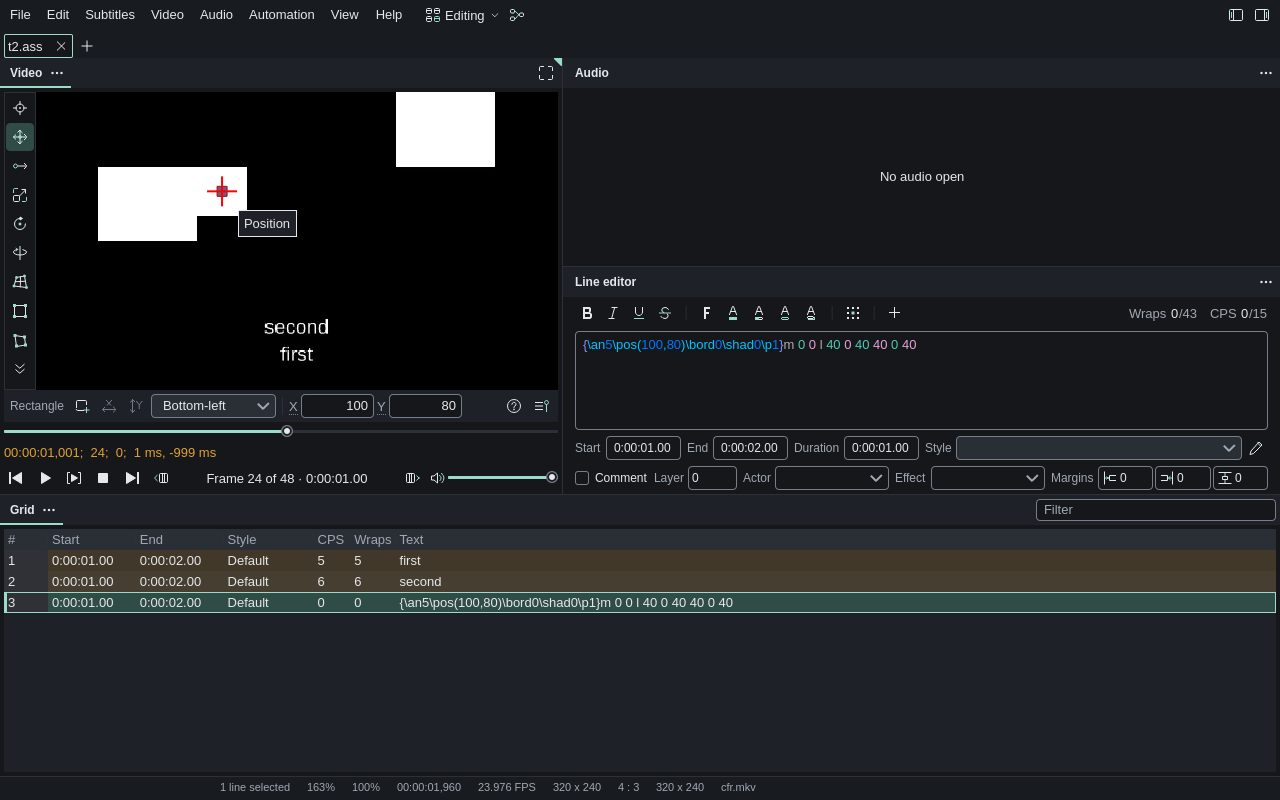 File Edit Subtitles Video Audio Automation View Help Editing
t2.ass
Video
Audio
Position
second
first
No audio open
Line editor
Wraps 0/43 CPS 0/15
{\an5\pos(100,80)\bord0\shad0\p1}m 0 0 l 40 0 40 40 0 40
Rectangle Bottom-left X 100 Y 80
00:00:01,001; 24; 0; 1 ms, -999 ms
Frame 24 of 48 · 0:00:01.00
Start 0:00:01.00 End 0:00:02.00 Duration 0:00:01.00 Style
Comment Layer 0 Actor Effect Margins 0 0 0
Grid
Filter
# Start End Style CPS Wraps Text
1 0:00:01.00 0:00:02.00 Default 5 5 first
2 0:00:01.00 0:00:02.00 Default 6 6 second
3 0:00:01.00 0:00:02.00 Default 0 0 {\an5\pos(100,80)\bord0\shad0\p1}m 0 0 l 40 0 40 40 0 40
1 line selected 163% 100% 00:00:01,960 23.976 FPS 320 x 240 4 : 3 320 x 240 cfr.mkv